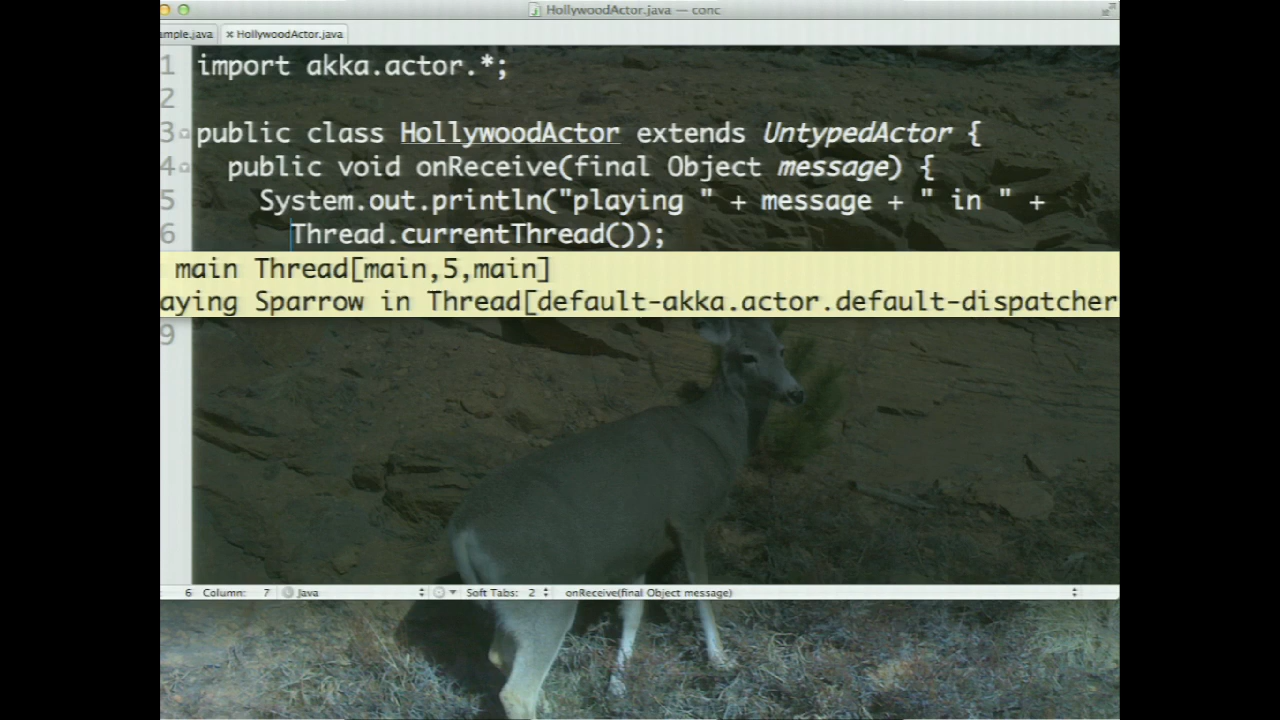 HollywoodActor.java — conc
ample.java × HollywoodActor.java
1 import akka.actor.*;
2
3 public class HollywoodActor extends UntypedActor {
4 public void onReceive(final Object message) {
5 System.out.println("playing " + message + " in " +
6 Thread.currentThread());
main Thread[main,5,main]
aying Sparrow in Thread[default-akka.actor.default-dispatcher
9
6 Column: 7 Java Soft Tabs: 2 onReceive(final Object message)